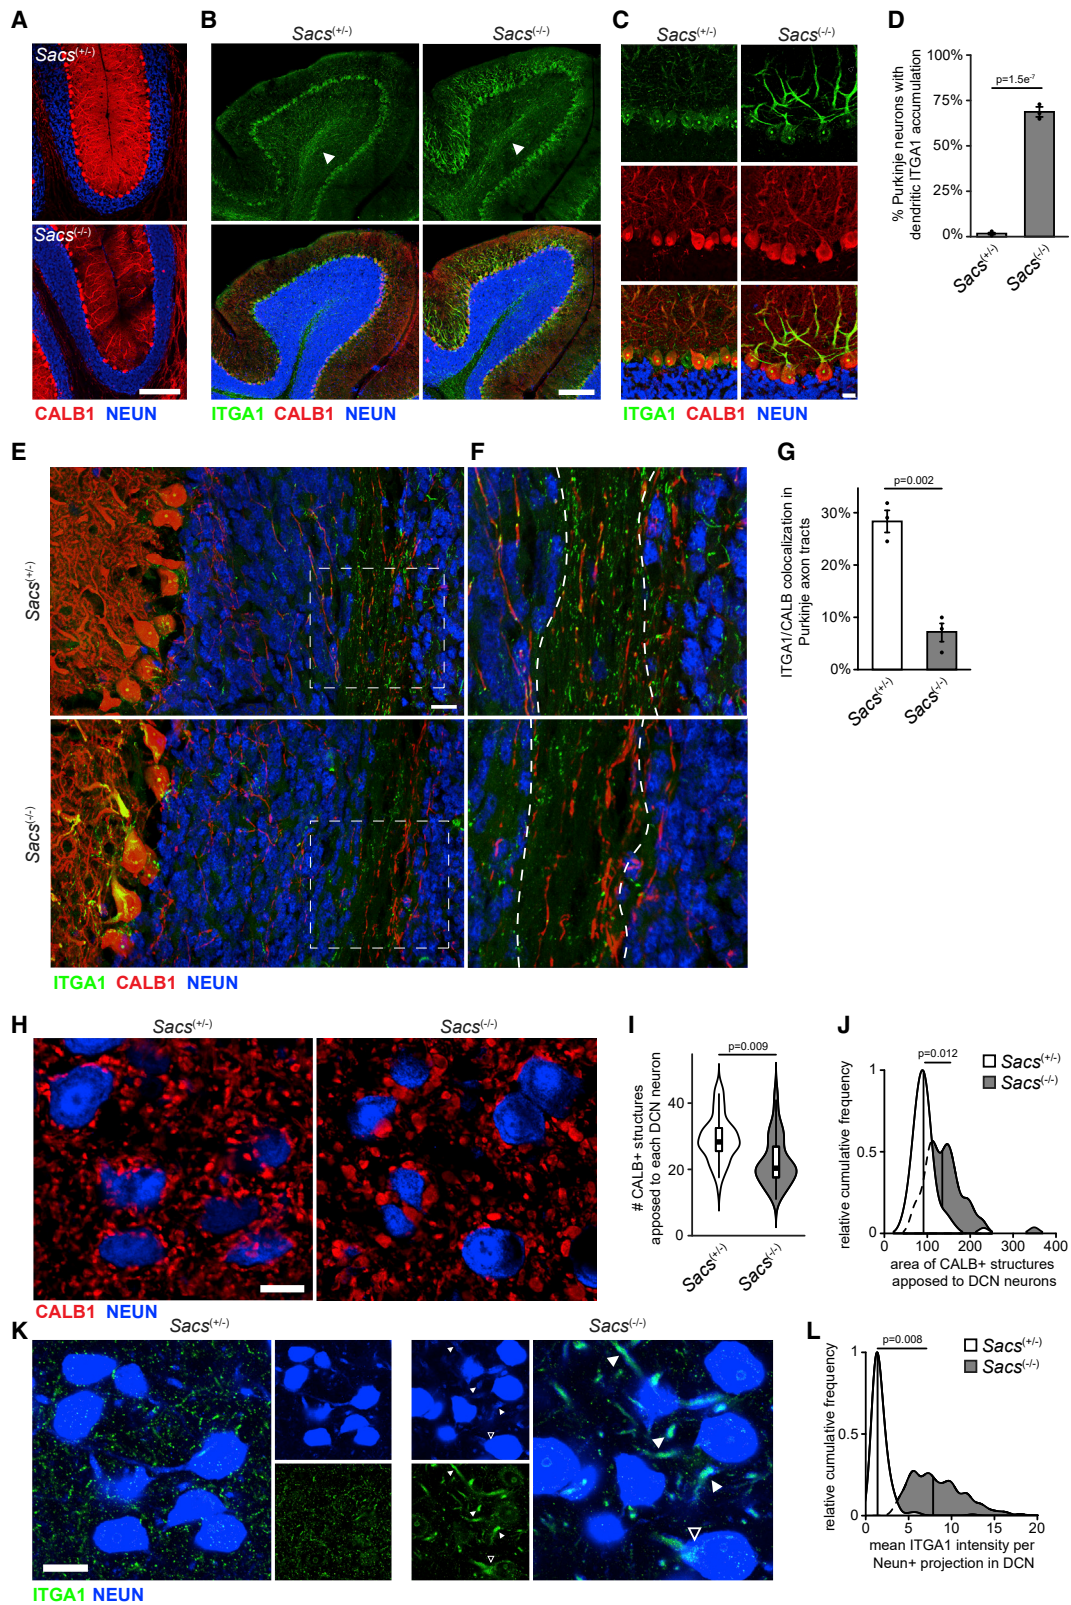 A
Sacs(+/-)
Sacs(-/-)
CALB1 NEUN
B
Sacs(+/-)
Sacs(-/-)
ITGA1 CALB1 NEUN
C
Sacs(+/-)
Sacs(-/-)
ITGA1 CALB1 NEUN
D
% Purkinje neurons with
dendritic ITGA1 accumulation
100%
75%
50%
25%
0%
p=1.5e-7
Sacs(+/-)
Sacs(-/-)
E
Sacs(+/-)
Sacs(-/-)
ITGA1 CALB1 NEUN
F
G
ITGA1/CALB colocalization in
Purkinje axon tracts
30%
20%
10%
0%
p=0.002
Sacs(+/-)
Sacs(-/-)
H
Sacs(+/-)
Sacs(-/-)
CALB1 NEUN
I
# CALB+ structures
apposed to each DCN neuron
40
20
0
p=0.009
Sacs(+/-)
Sacs(-/-)
J
relative cumulative frequency
1
0.5
0
p=0.012
Sacs(+/-)
Sacs(-/-)
0 100 200 300 400
area of CALB+ structures
apposed to DCN neurons
K
Sacs(+/-)
Sacs(-/-)
ITGA1 NEUN
L
relative cumulative frequency
1
0.5
0
p=0.008
Sacs(+/-)
Sacs(-/-)
0 5 10 15 20
mean ITGA1 intensity per
Neun+ projection in DCN